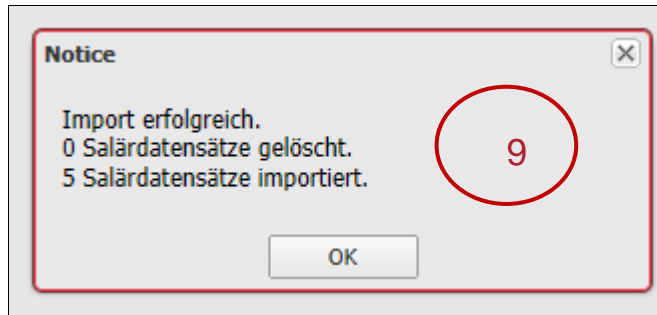 Notice
Import erfolgreich.
0 Salärdatensätze gelöscht.
5 Salärdatensätze importiert.
9
OK